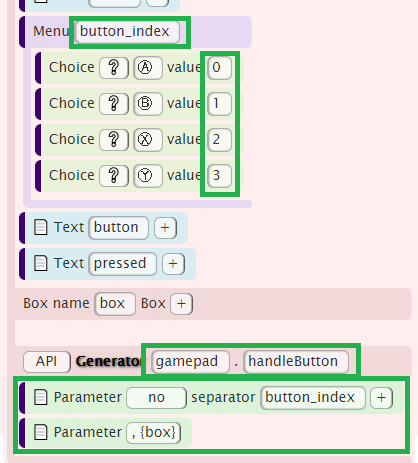 Menu button_index
Choice ? A value 0
Choice ? B value 1
Choice ? X value 2
Choice ? Y value 3
Text button +
Text pressed +
Box name box Box +
API Generator gamepad . handleButton
Parameter no separator button_index +
Parameter , {box}